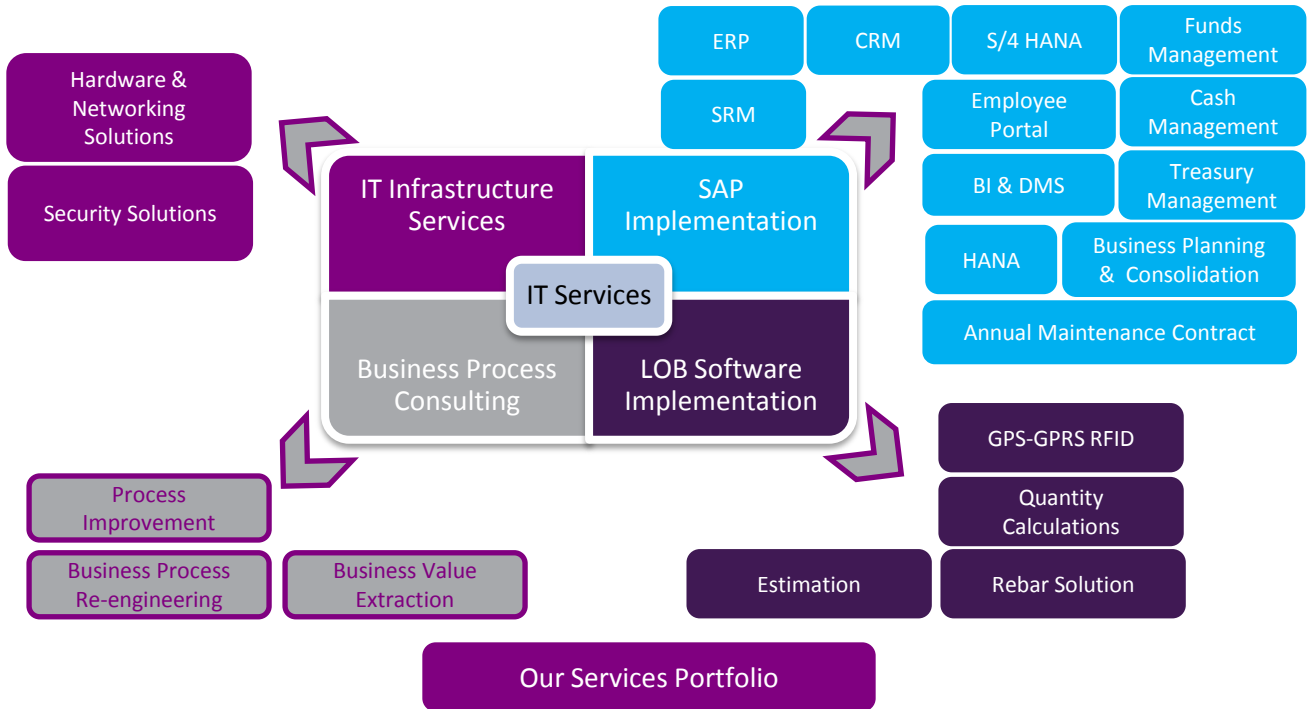 Hardware &
Networking
Solutions
Security Solutions
ERP
CRM
S/4 HANA
Funds
Management
SRM
Employee
Portal
Cash
Management
BI & DMS
Treasury
Management
HANA
Business Planning
& Consolidation
Annual Maintenance Contract
IT Infrastructure
Services
SAP
Implementation
IT Services
Business Process
Consulting
LOB Software
Implementation
GPS-GPRS RFID
Quantity
Calculations
Estimation
Rebar Solution
Process
Improvement
Business Process
Re-engineering
Business Value
Extraction
Our Services Portfolio